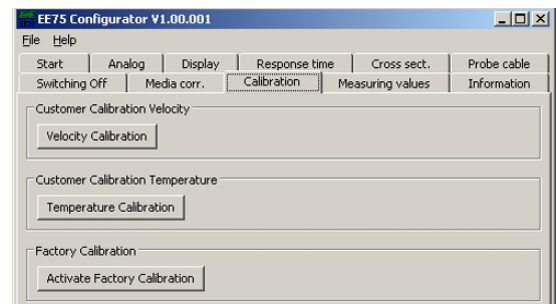 EE75 Configurator V1.00.001
File Help
Start Analog Display Response time Cross sect. Probe cable
Switching Off Media corr. Calibration Measuring values Information
Customer Calibration Velocity
Velocity Calibration
Customer Calibration Temperature
Temperature Calibration
Factory Calibration
Activate Factory Calibration